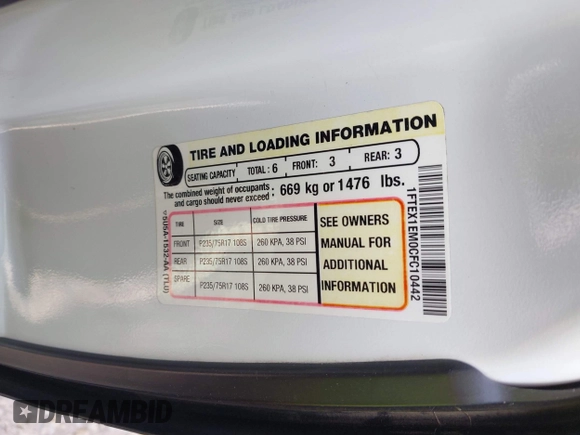 TIRE AND LOADING INFORMATION
SEATING CAPACITY TOTAL: 6 FRONT: 3 REAR: 3
The combined weight of occupants and cargo should never exceed : 669 kg or 1476 lbs.
TIRE SIZE COLD TIRE PRESSURE
FRONT P235/75R17 108S 260 KPA, 38 PSI
REAR P235/75R17 108S 260 KPA, 38 PSI
SPARE P235/75R17 108S 260 KPA, 38 PSI
SEE OWNERS
MANUAL FOR
ADDITIONAL
INFORMATION
1FTEX1EM0CFC10442
DREAMBID